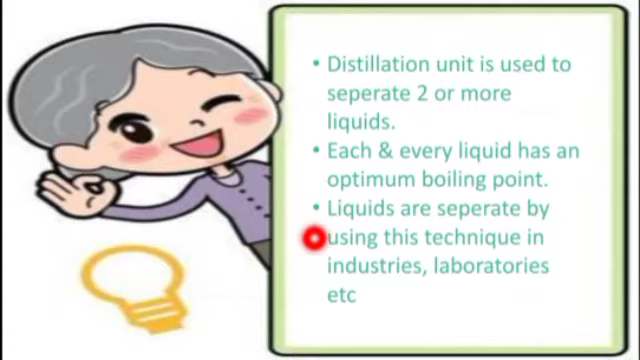 • Distillation unit is used to
seperate 2 or more
liquids.
• Each & every liquid has an
optimum boiling point.
• Liquids are seperate by
using this technique in
industries, laboratories
etc